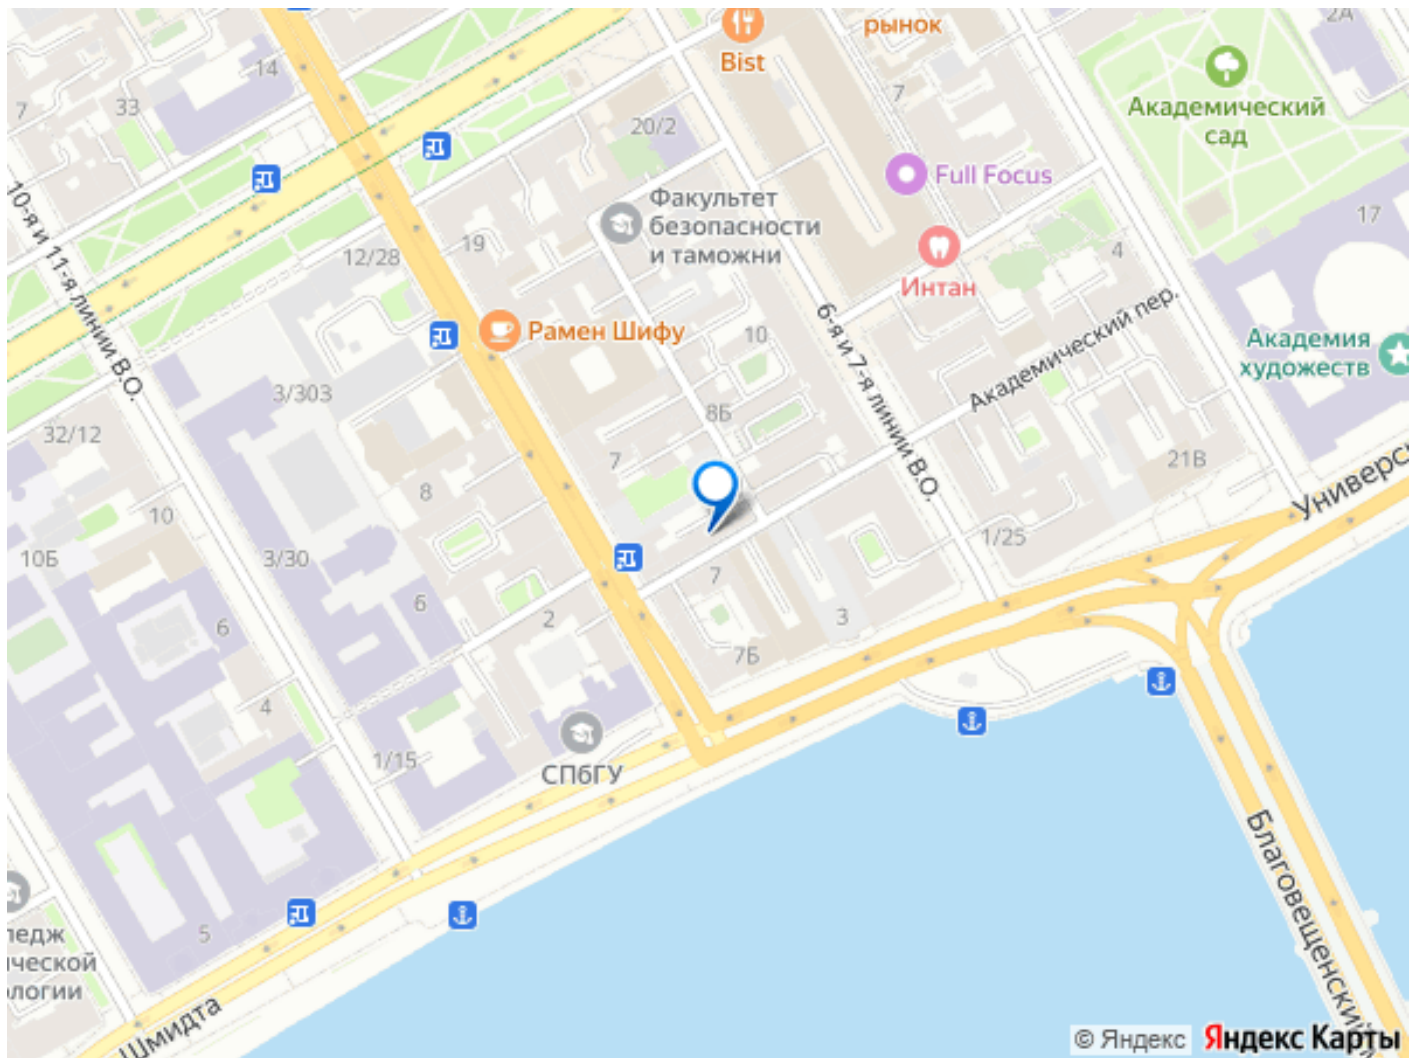 2А
рынок
Bist
14
7
33
20/2
7
Академический
сад
Full Focus
Факультет
безопасности
и таможни
17
19
12/28
4
10-я и 11-я линии В.О.
Интан
6-я и 7-я линии В.О.
Академический пер.
Рамен Шифу
10
Академия
художеств
3/303
8Б
32/12
7
21В
8
10
Универс
10Б
3/30
1/25
7
6
2
3
6
7Б
4
СПбГУ
1/15
Благовещенский
5
ледж
ической
ологии
Шмидта
© Яндекс Яндекс Карты